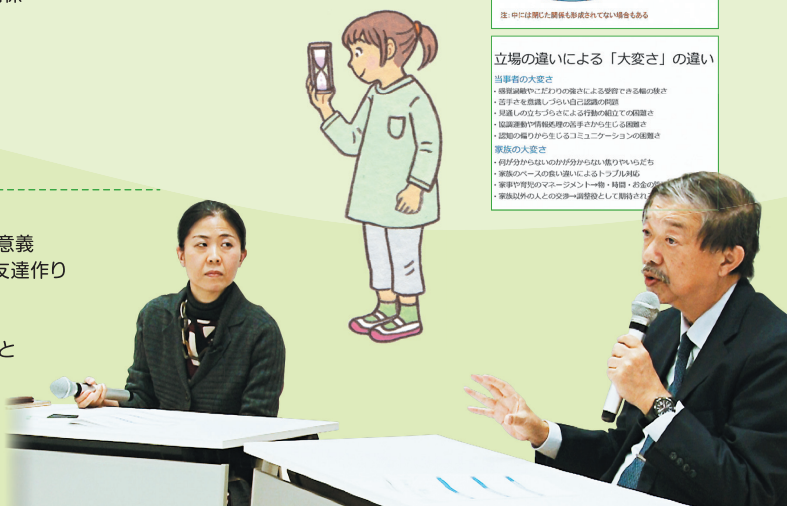 注：中には閉じた関係も形成されてない場合もある
立場の違いによる「大変さ」の違い
当事者の大変さ
・感覚過敏やこだわりの強さによる受容できる幅の狭さ
・苦手さを意識しづらい自己認識の問題
・見通しの立ちづらさによる行動の組立ての困難さ
・協調運動や情報処理の苦手さから生じる困難さ
・認知の偏りから生じるコミュニケーションの困難さ
家族の大変さ
・何が分からないのかが分からない焦りやいらだち
・家族のペースの食い違いによるトラブル対応
・家事や育児のマネージメント→物・時間・お金の
・家族以外の人との交渉→調整役として期待され
意義
友達作り
と